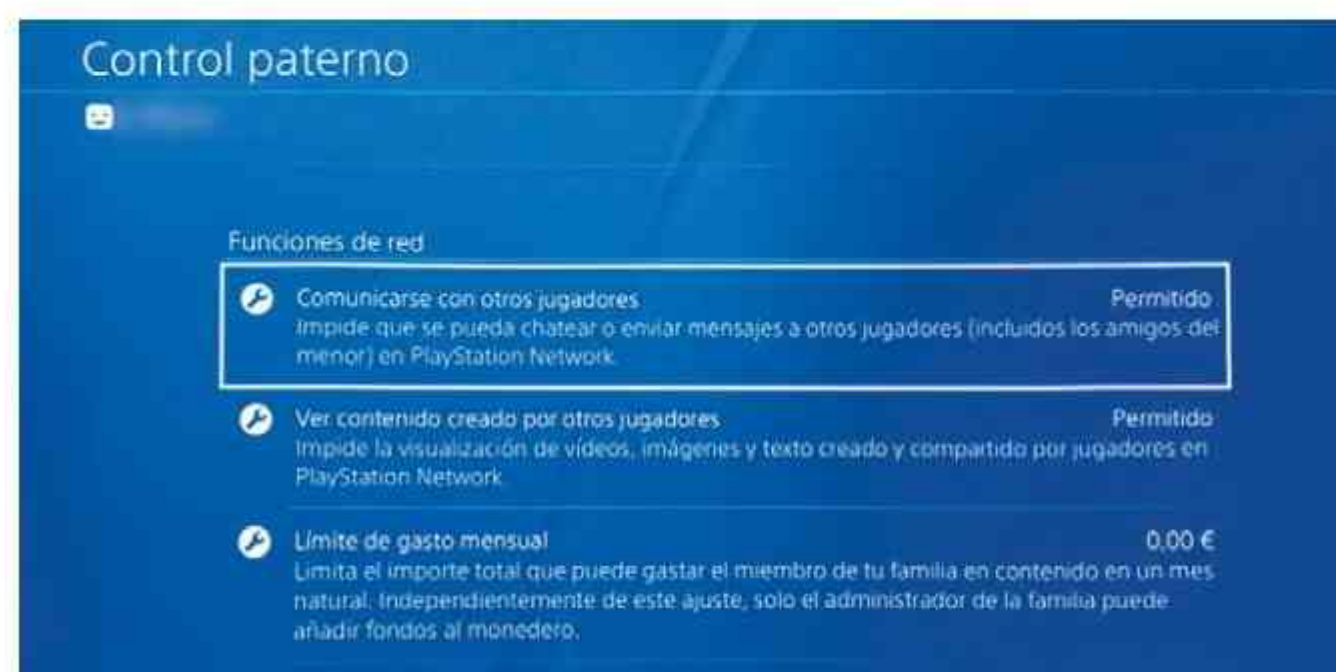 Control paterno
Funciones de red
Comunicarse con otros jugadores Permitido
Impide que se pueda chatear o enviar mensajes a otros jugadores (incluidos los amigos del
menor) en PlayStation Network.
Ver contenido creado por otros jugadores Permitido
Impide la visualización de vídeos, imágenes y texto creado y compartido por jugadores en
PlayStation Network.
Límite de gasto mensual 0,00 €
Limita el importe total que puede gastar el miembro de tu familia en contenido en un mes
natural. Independientemente de este ajuste, solo el administrador de la familia puede
añadir fondos al monedero.